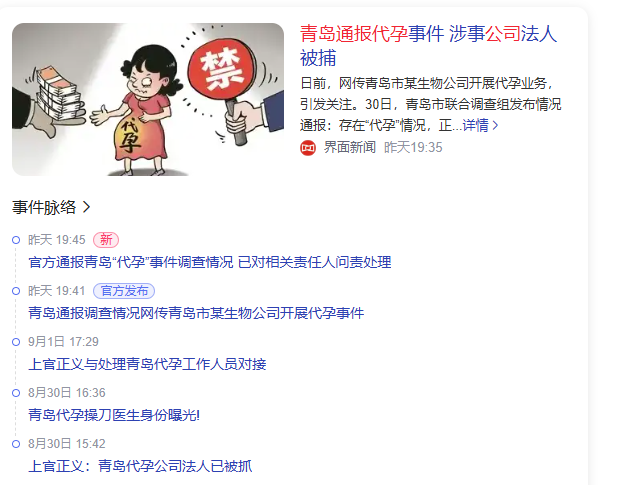 禁
代孕
青岛通报代孕事件 涉事公司法人
被捕
日前，网传青岛市某生物公司开展代孕业务，
引发关注。30日，青岛市联合调查组发布情况
通报：存在“代孕”情况，正...详情
界面新闻 昨天19:35
事件脉络
昨天 19:45 新
官方通报青岛“代孕”事件调查情况 已对相关责任人问责处理
昨天 19:41 官方发布
青岛通报调查情况网传青岛市某生物公司开展代孕事件
9月1日 17:29
上官正义与处理青岛代孕工作人员对接
8月30日 16:36
青岛代孕操刀医生身份曝光!
8月30日 15:42
上官正义：青岛代孕公司法人已被抓